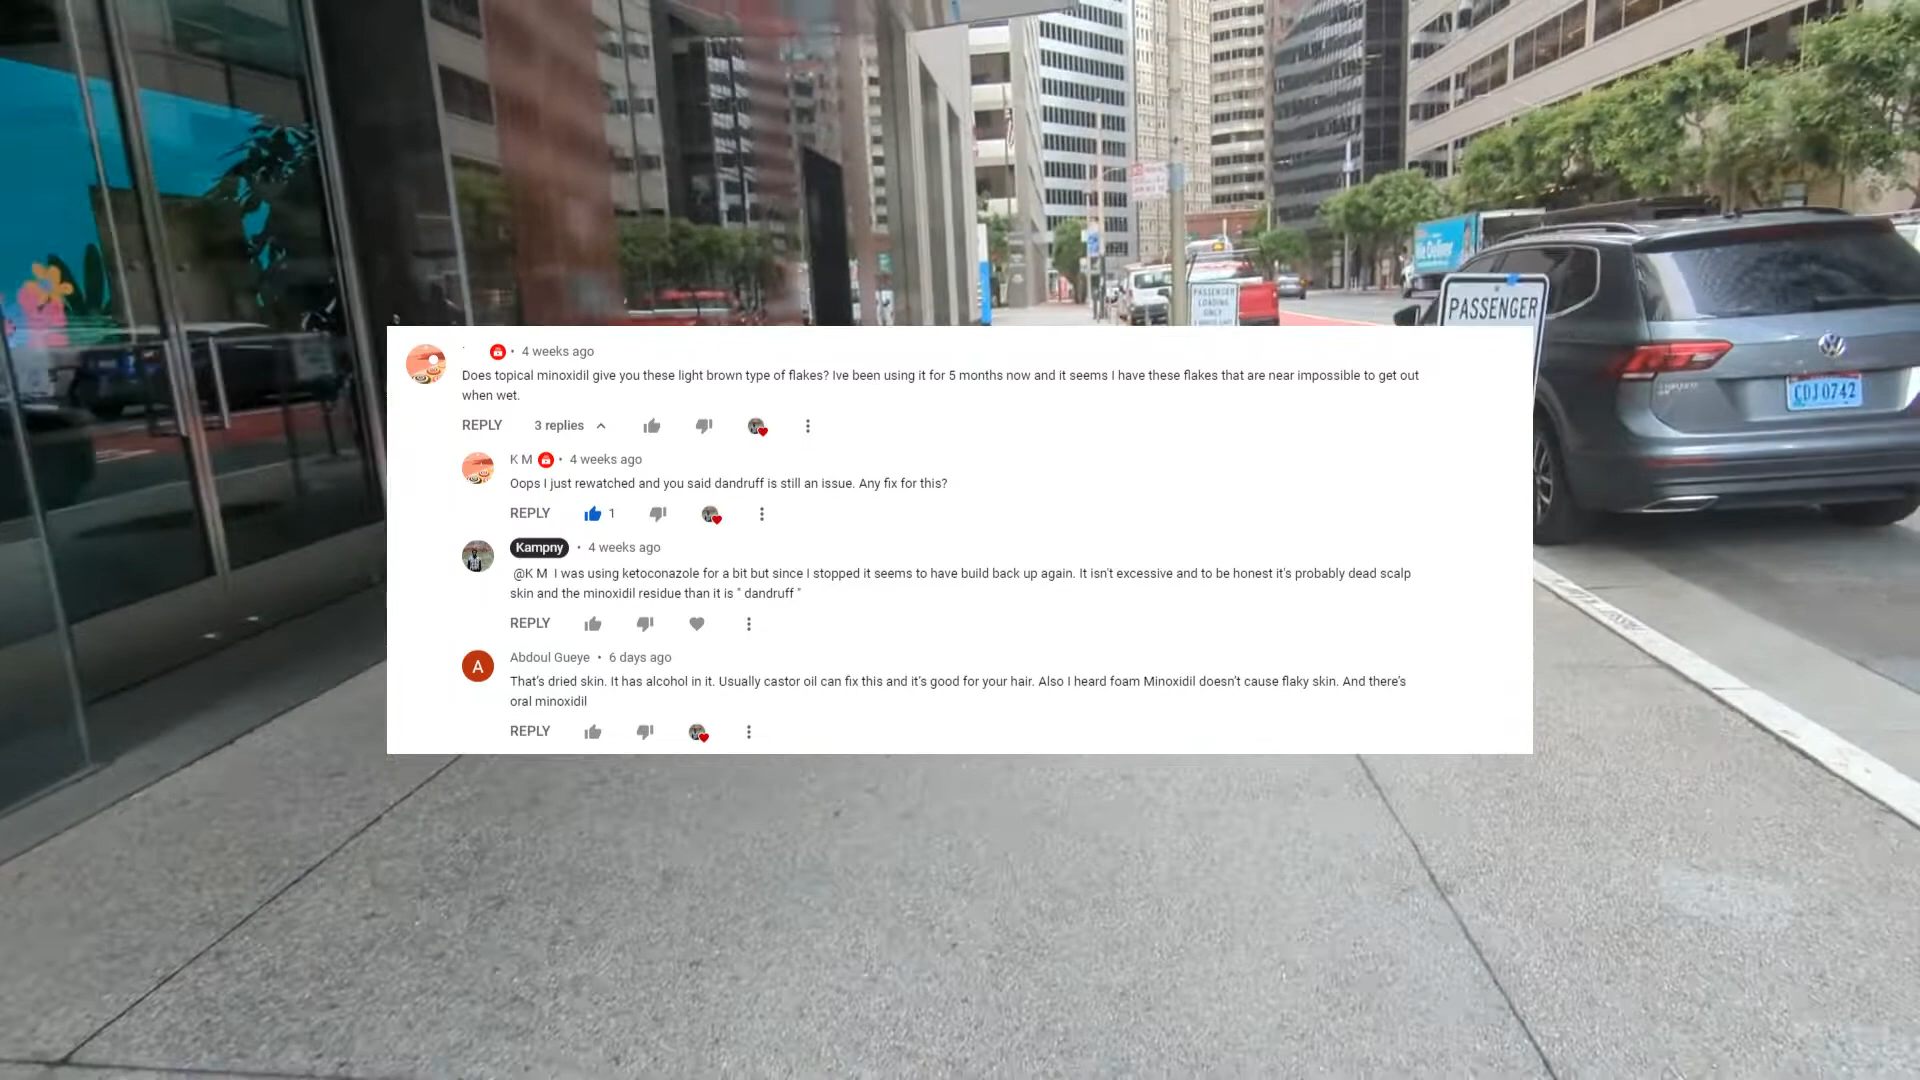 We Deliver
PASSENGER
LOADING
ONLY
PASSENGER
CDJ0742
• 4 weeks ago
Does topical minoxidil give you these light brown type of flakes? Ive been using it for 5 months now and it seems I have these flakes that are near impossible to get out
when wet.
REPLY 3 replies
K M • 4 weeks ago
Oops I just rewatched and you said dandruff is still an issue. Any fix for this?
REPLY 1
Kampny • 4 weeks ago
@K M I was using ketoconazole for a bit but since I stopped it seems to have build back up again. It isn't excessive and to be honest it's probably dead scalp
skin and the minoxidil residue than it is " dandruff "
REPLY
A Abdoul Gueye • 6 days ago
That's dried skin. It has alcohol in it. Usually castor oil can fix this and it's good for your hair. Also I heard foam Minoxidil doesn't cause flaky skin. And there's
oral minoxidil
REPLY